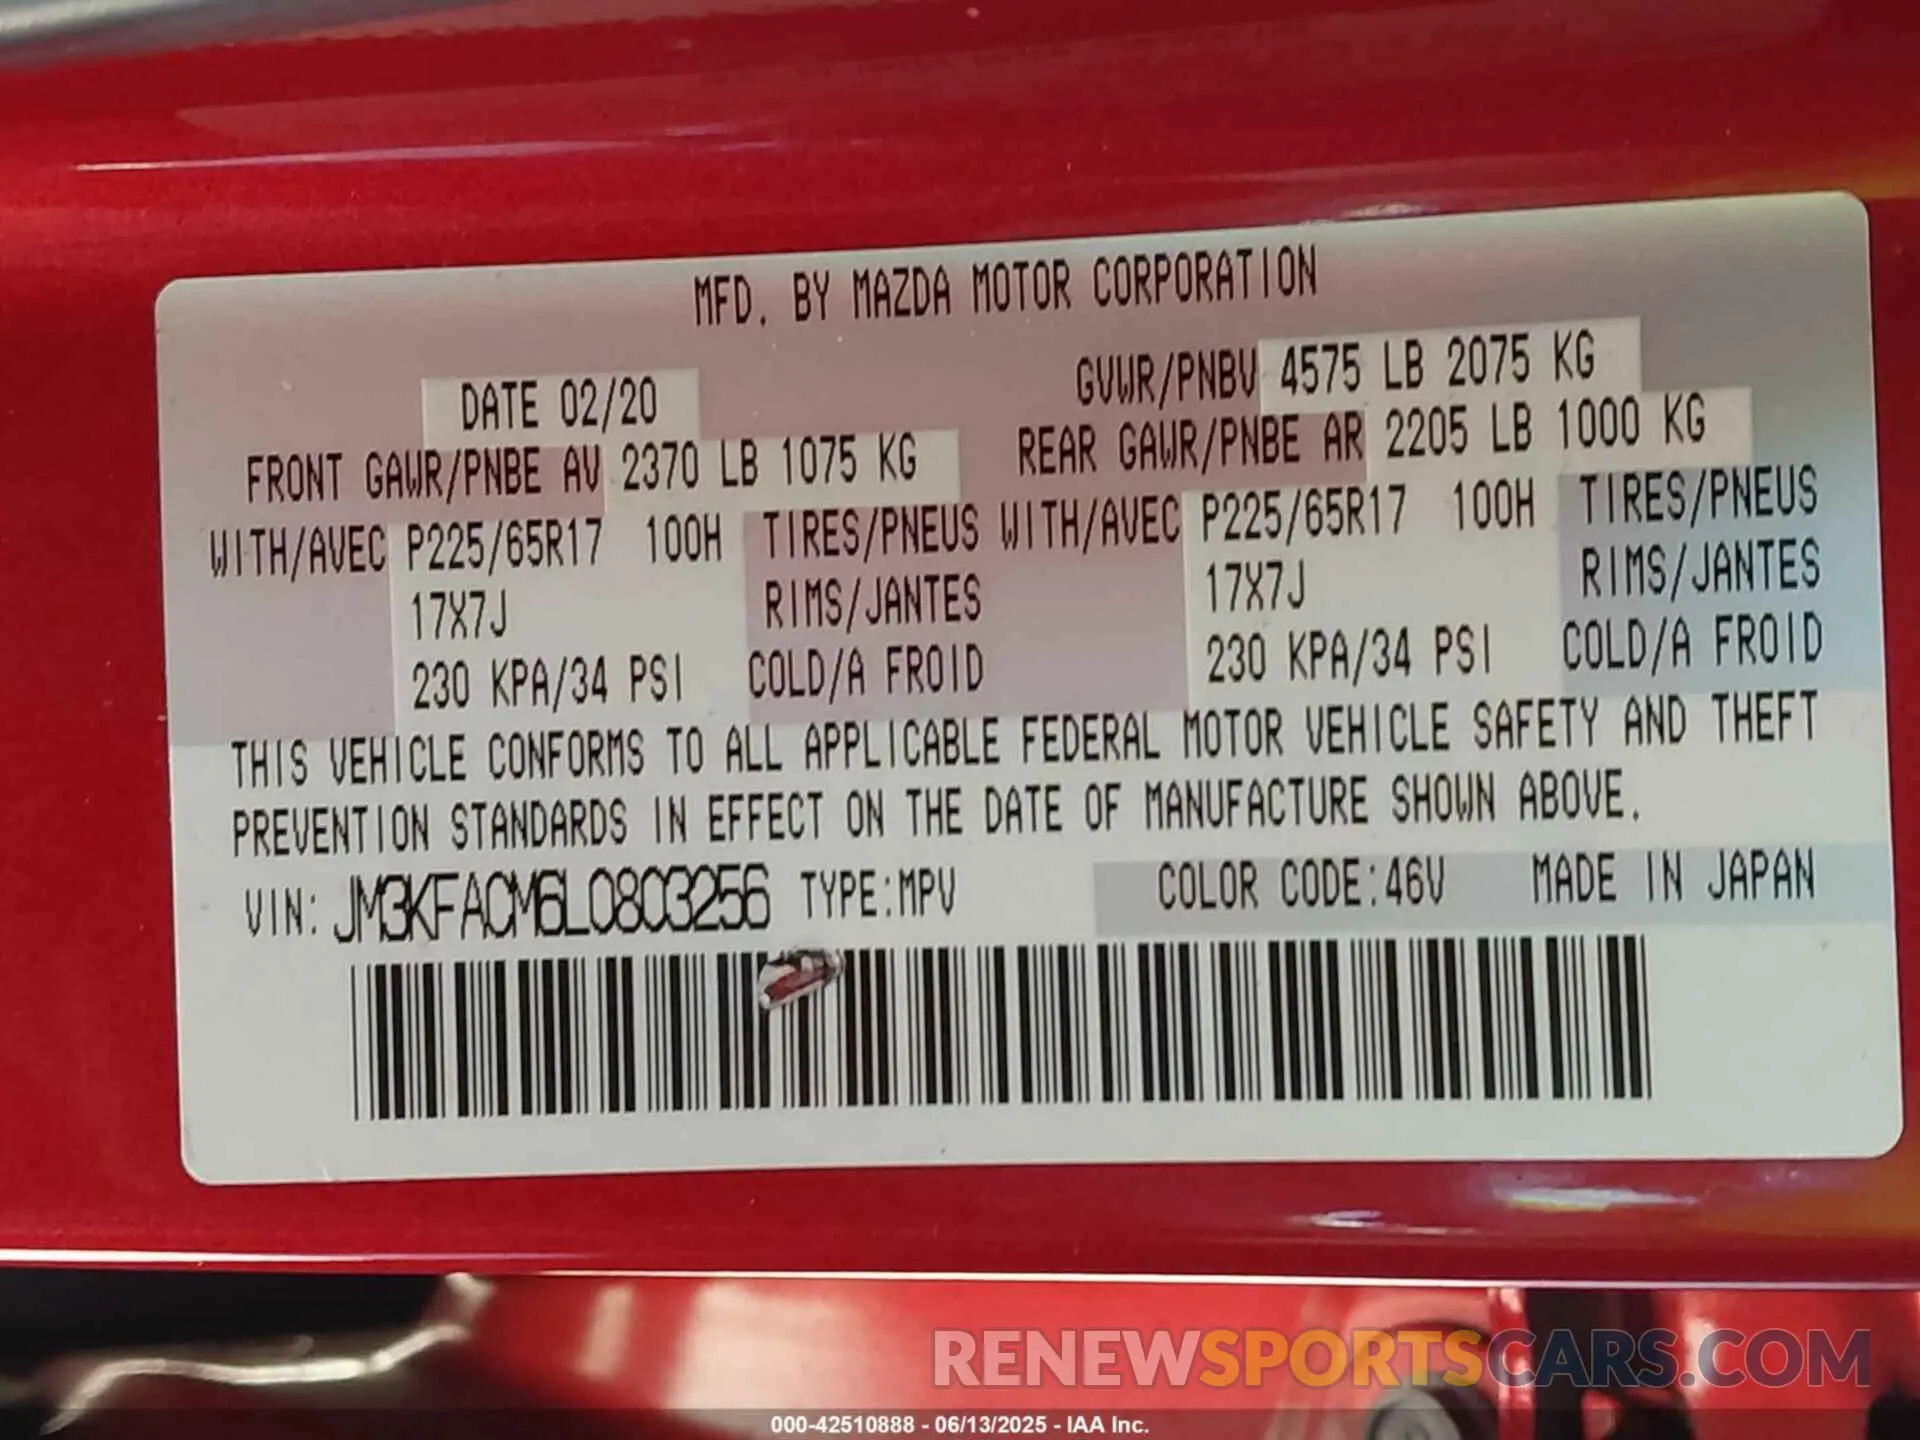 MFD. BY MAZDA MOTOR CORPORATION
DATE 02/20 GVWR/PNBV 4575 LB 2075 KG
FRONT GAWR/PNBE AV 2370 LB 1075 KG REAR GAWR/PNBE AR 2205 LB 1000 KG
WITH/AVEC P225/65R17 100H TIRES/PNEUS WITH/AVEC P225/65R17 100H TIRES/PNEUS
17X7J RIMS/JANTES 17X7J RIMS/JANTES
230 KPA/34 PSI COLD/A FROID 230 KPA/34 PSI COLD/A FROID
THIS VEHICLE CONFORMS TO ALL APPLICABLE FEDERAL MOTOR VEHICLE SAFETY AND THEFT
PREVENTION STANDARDS IN EFFECT ON THE DATE OF MANUFACTURE SHOWN ABOVE.
VIN: JM3KFACM6L0803256 TYPE:MPV COLOR CODE:46V MADE IN JAPAN
RENEWSPORTSCARS.COM
000-42510888 - 06/13/2025 - IAA Inc.